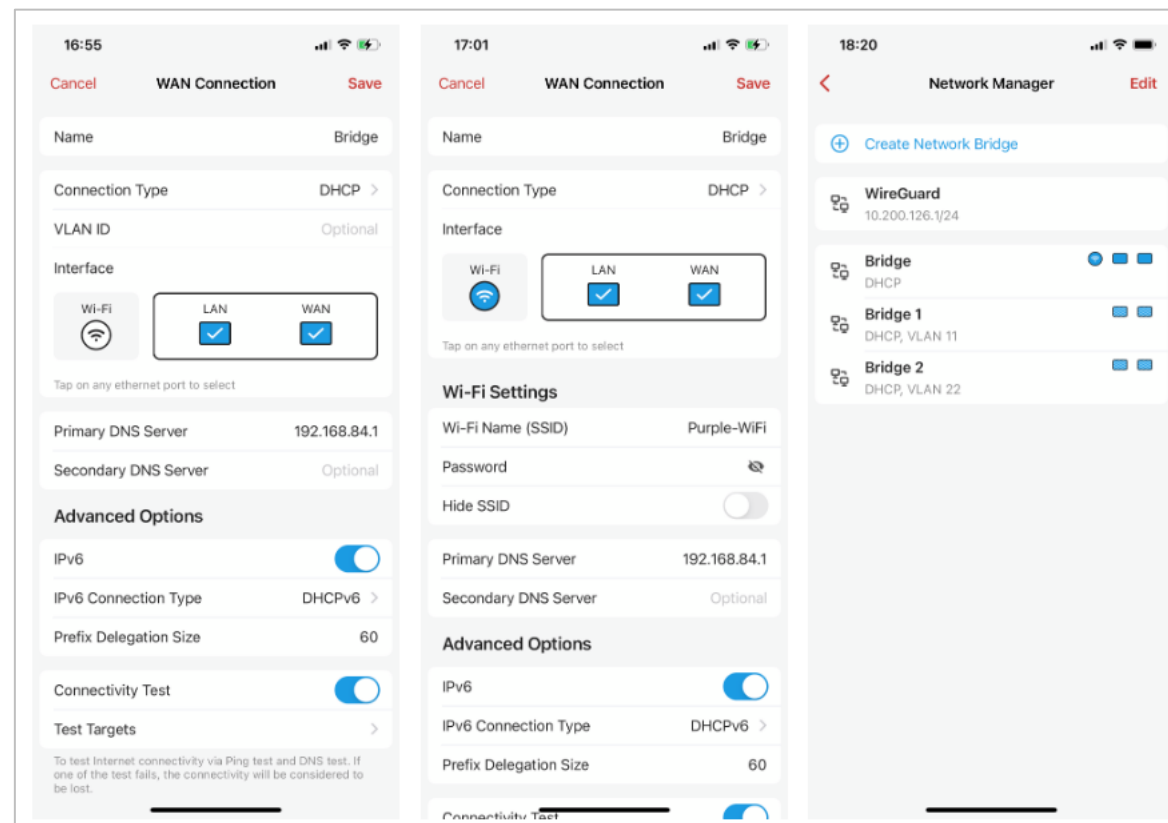 16:55
Cancel WAN Connection Save
Name Bridge
Connection Type DHCP
VLAN ID Optional
Interface
Wi-Fi LAN WAN
Tap on any ethernet port to select
Primary DNS Server 192.168.84.1
Secondary DNS Server Optional
Advanced Options
IPv6
IPv6 Connection Type DHCPv6
Prefix Delegation Size 60
Connectivity Test
Test Targets
To test Internet connectivity via Ping test and DNS test. If
one of the test fails, the connectivity will be considered to
be lost.
17:01
Cancel WAN Connection Save
Name Bridge
Connection Type DHCP
Interface
Wi-Fi LAN WAN
Tap on any ethernet port to select
Wi-Fi Settings
Wi-Fi Name (SSID) Purple-WiFi
Password
Hide SSID
Primary DNS Server 192.168.84.1
Secondary DNS Server Optional
Advanced Options
IPv6
IPv6 Connection Type DHCPv6
Prefix Delegation Size 60
Connectivity Test
18:20
Network Manager Edit
Create Network Bridge
WireGuard
10.200.126.1/24
Bridge
DHCP
Bridge 1
DHCP, VLAN 11
Bridge 2
DHCP, VLAN 22